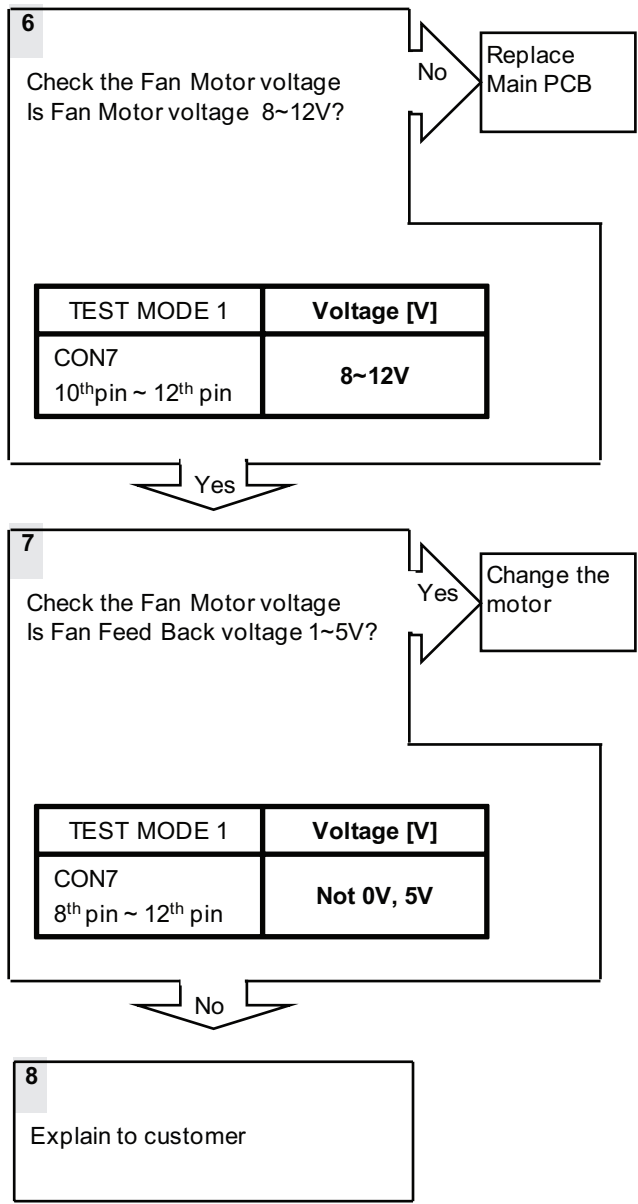 6
Check the Fan Motor voltage
Is Fan Motor voltage 8~12V?
No
Replace
Main PCB
TEST MODE 1
Voltage [V]
CON7
10thpin ~ 12th pin
8~12V
Yes
7
Check the Fan Motor voltage
Is Fan Feed Back voltage 1~5V?
Yes
Change the
motor
TEST MODE 1
Voltage [V]
CON7
8th pin ~ 12th pin
Not 0V, 5V
No
8
Explain to customer